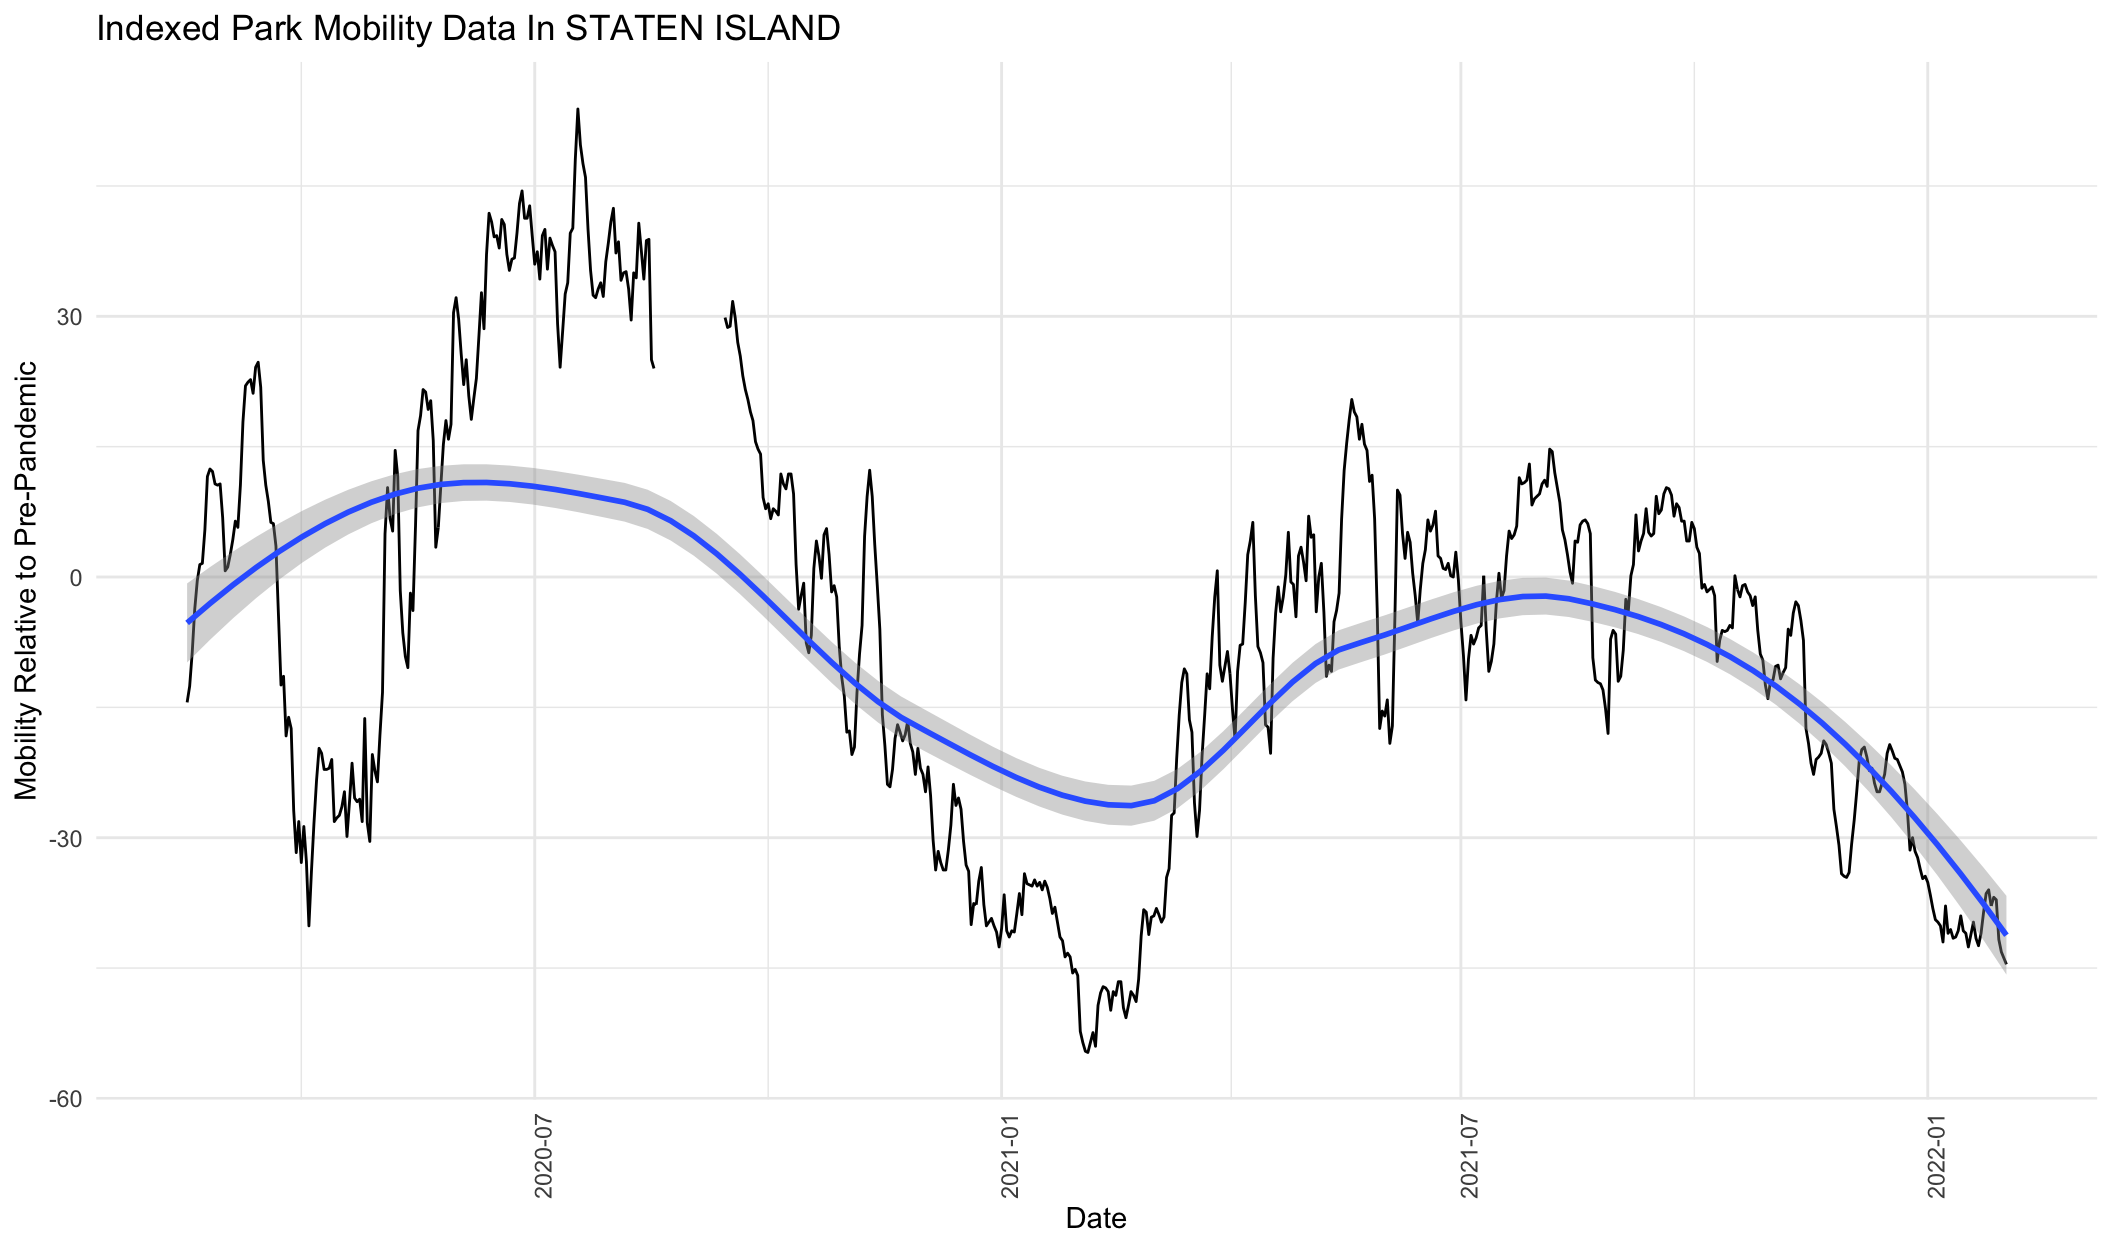 Indexed Park Mobility Data In STATEN ISLAND
Mobility Relative to Pre-Pandemic
30
0
-30
-60
2020-07
2021-01
2021-07
2022-01
Date